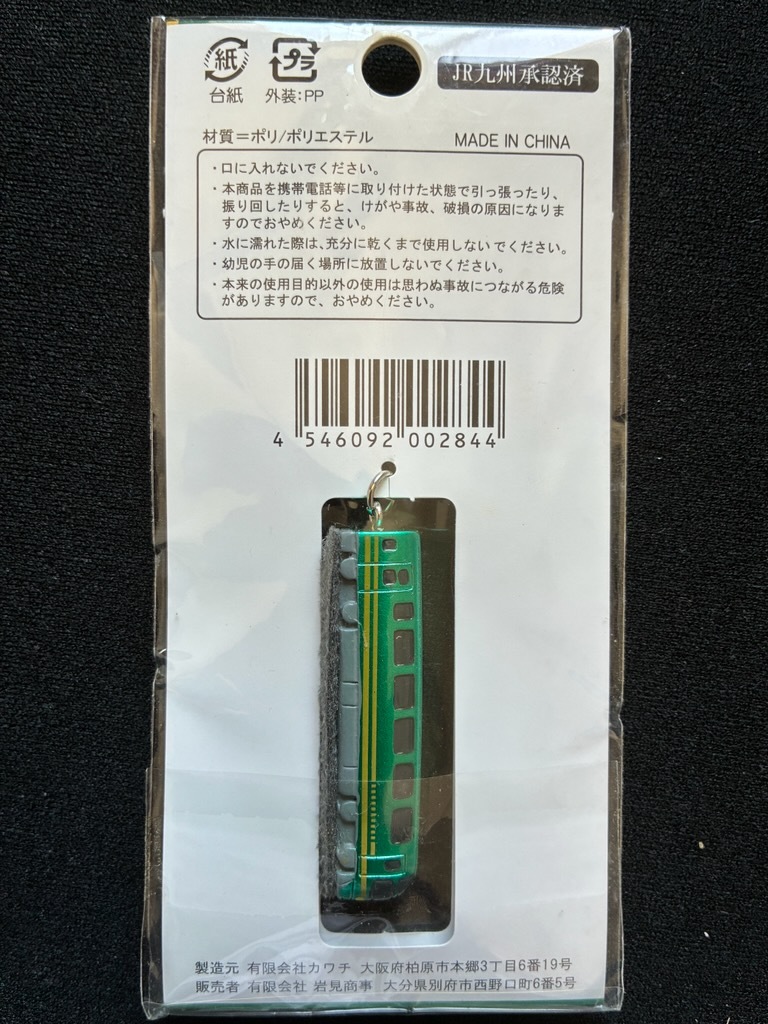 紙 プラ JR九州承認済
台紙 外装:PP
材質=ポリ/ポリエステル MADE IN CHINA
・口に入れないでください。
・本商品を携帯電話等に取り付けた状態で引っ張ったり、
振り回したりすると、けがや事故、破損の原因になりま
すのでおやめください。
・水に濡れた際は、充分に乾くまで使用しないでください。
・幼児の手の届く場所に放置しないでください。
・本来の使用目的以外の使用は思わぬ事故につながる危険
がありますので、おやめください。
4 546092 002844
製造元 有限会社カワチ 大阪府柏原市本郷3丁目6番19号
販売者 有限会社 岩見商事 大分県別府市西野口町6番5号